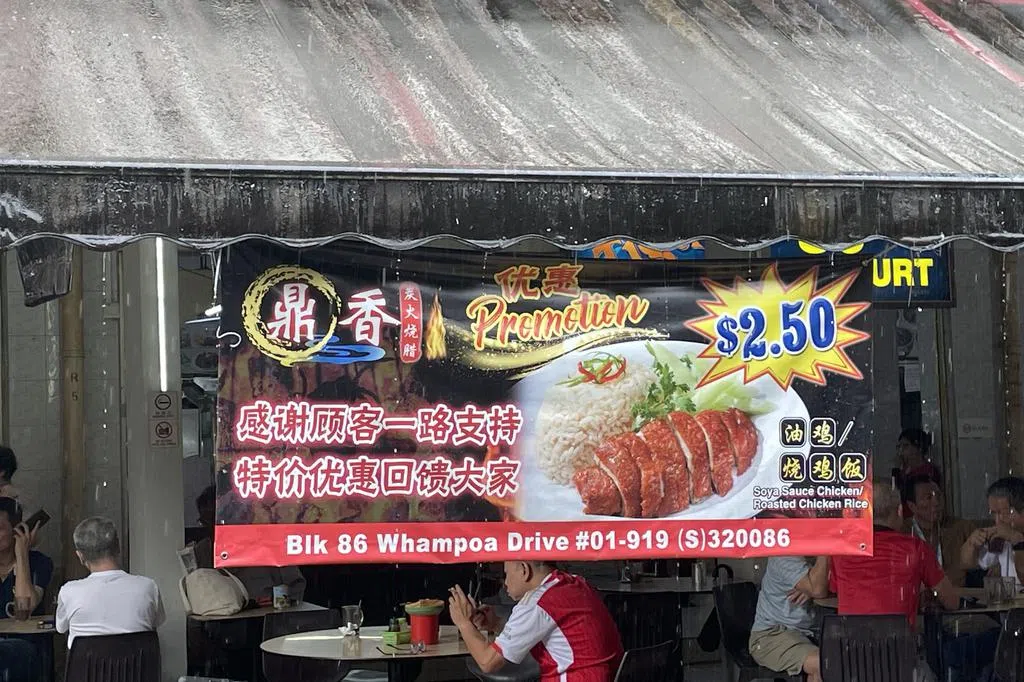 URT
优惠
鼎香
炭火烧腊
Promotion
$2.50
感谢顾客一路支持
特价优惠回馈大家
油鸡/
烧鸡饭
Soya Sauce Chicken/
Roasted Chicken Rice
Blk 86 Whampoa Drive #01-919 (S)320086